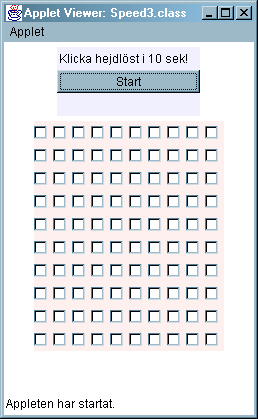 Applet Viewer: Speed3.class
Applet
Klicka hejdlöst i 10 sek!
Start
Appleten har startat.